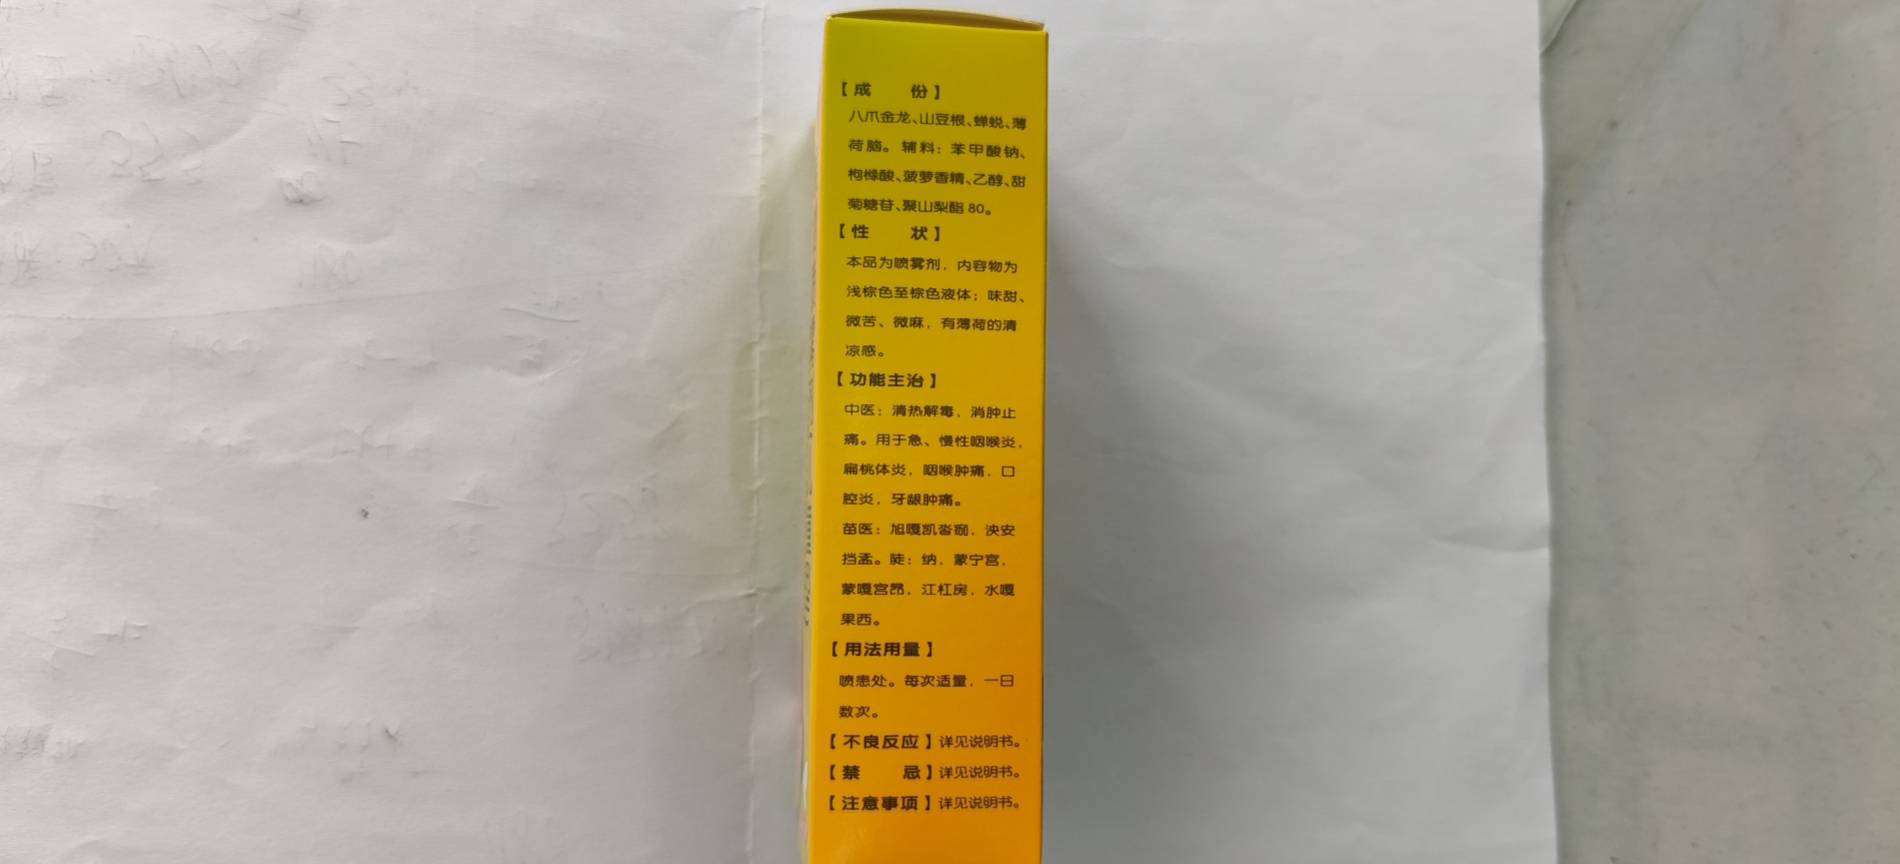 【成　　份】
八爪金龙、山豆根、蝉蜕、薄
荷脑。辅料：苯甲酸钠、
枸橼酸、菠萝香精、乙醇、甜
菊糖苷、聚山梨酯 80。
【性　　状】
本品为喷雾剂，内容物为
浅棕色至棕色液体；味甜、
微苦、微麻，有薄荷的清
凉感。
【功能主治】
中医：清热解毒，消肿止
痛。用于急、慢性咽喉炎，
扁桃体炎，咽喉肿痛，口
腔炎，牙龈肿痛。
苗医：旭嘎凯沓痂，泱安
挡孟。陡：纳，蒙宁宫，
蒙嘎宫昂，江杠房，水嘎
果西。
【用法用量】
喷患处。每次适量，一日
数次。
【不良反应】详见说明书。
【禁　　忌】详见说明书。
【注意事项】详见说明书。